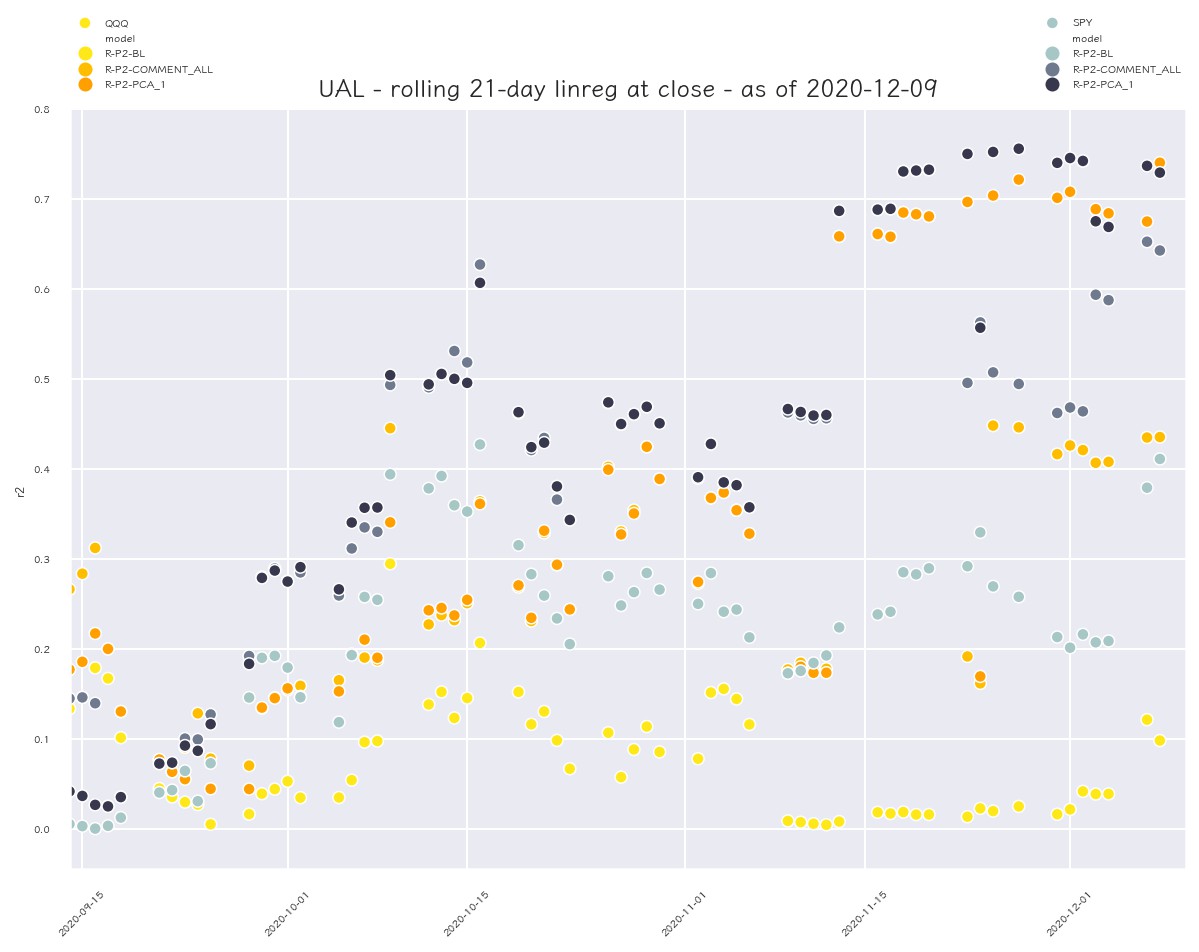 QQQ
model
R-P2-BL
R-P2-COMMENT_ALL
R-P2-PCA_1
SPY
model
R-P2-BL
R-P2-COMMENT_ALL
R-P2-PCA_1
UAL - rolling 21-day linreg at close - as of 2020-12-09
0.8
0.7
0.6
0.5
0.4
0.3
0.2
0.1
0.0
r2
2020-09-15
2020-10-01
2020-10-15
2020-11-01
2020-11-15
2020-12-01